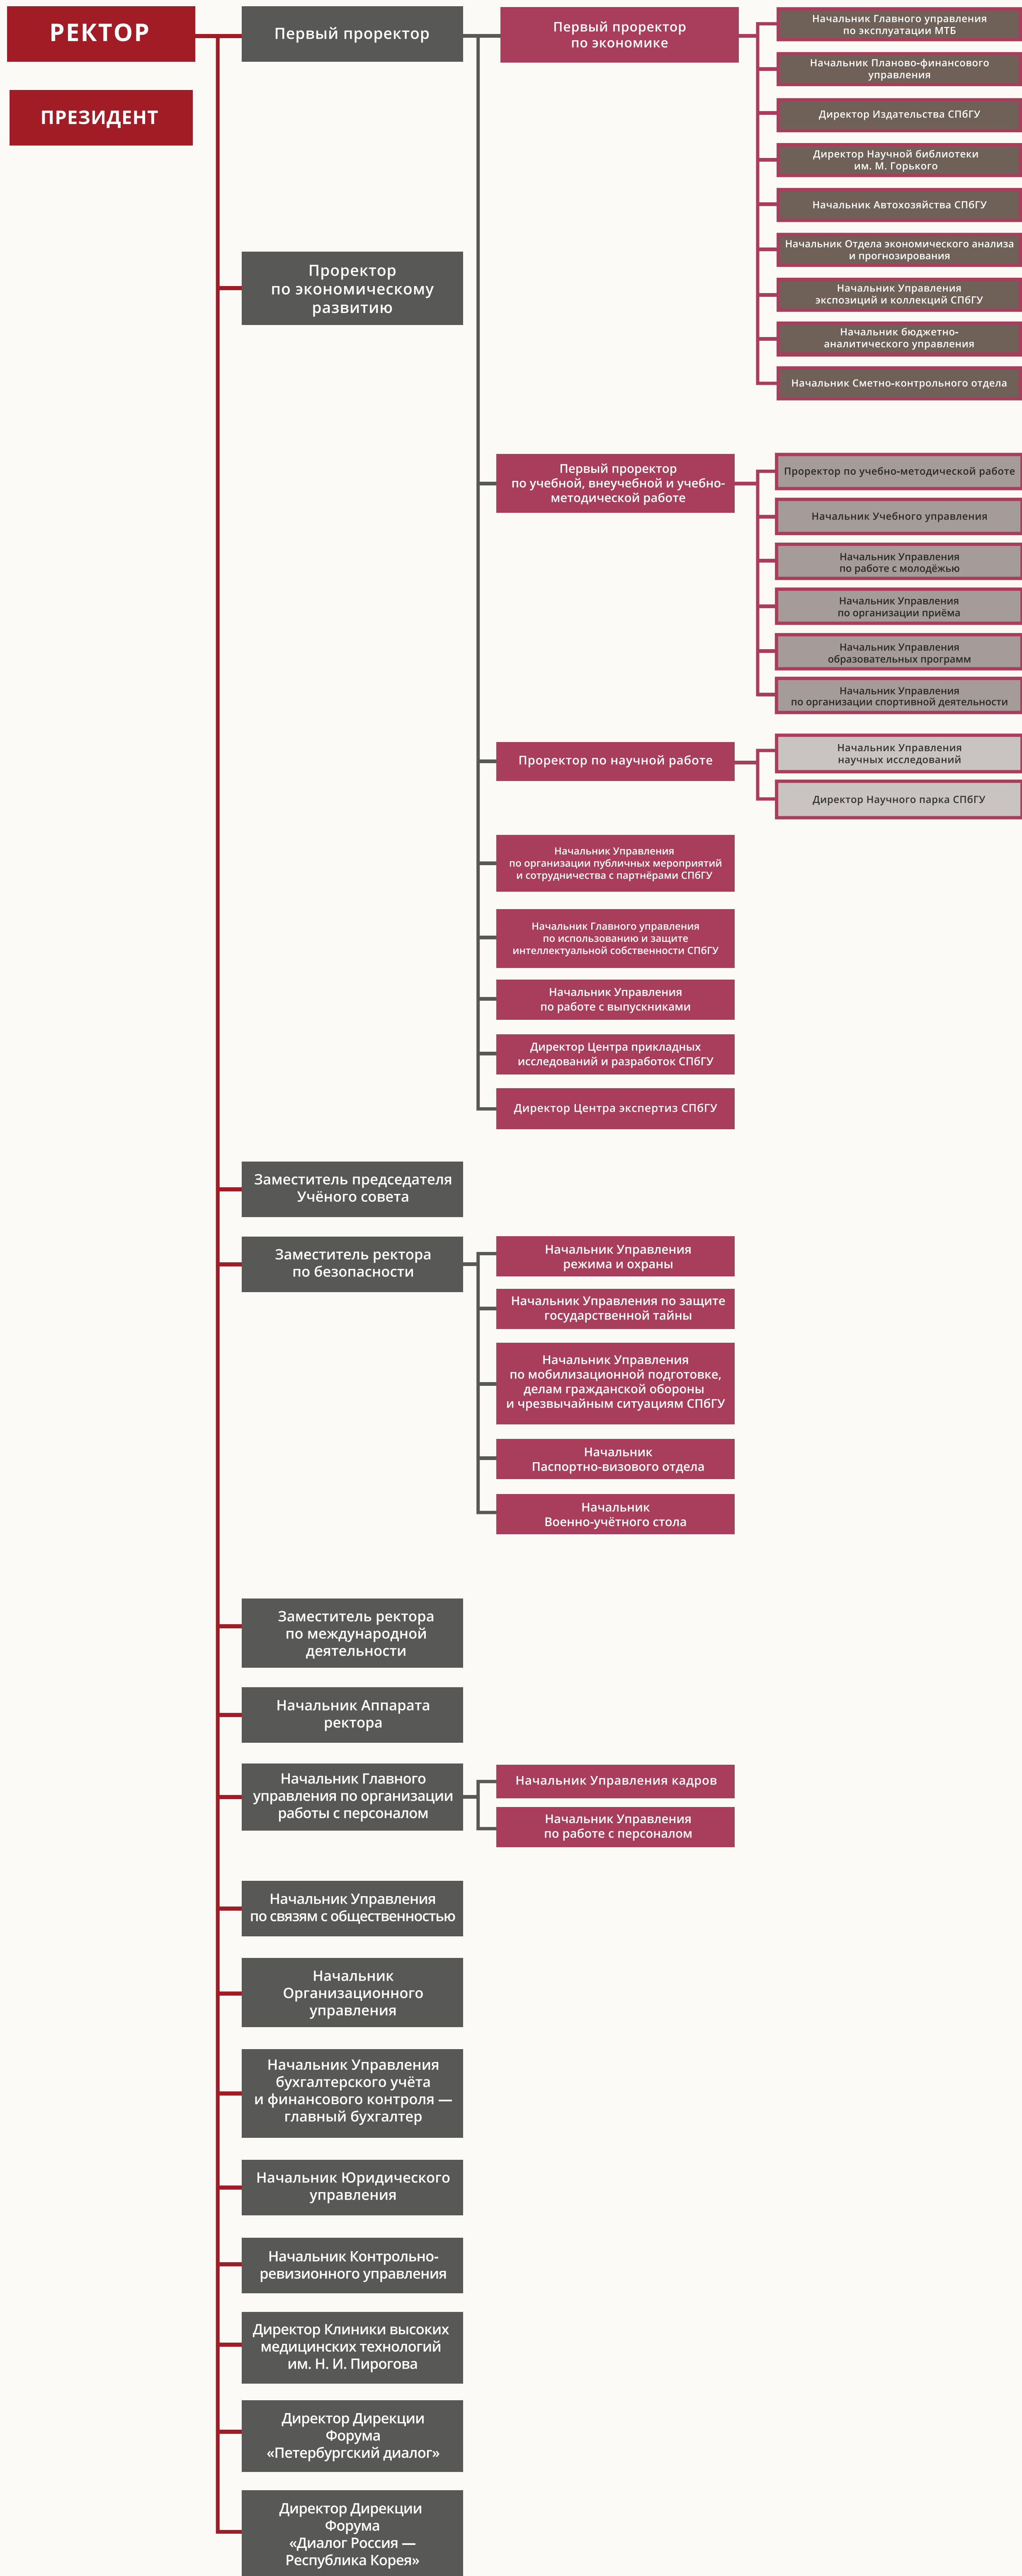 РЕКТОР
ПРЕЗИДЕНТ
Первый проректор
Первый проректор
по экономике
Начальник Главного управления
по эксплуатации МТБ
Начальник Планово-финансового
управления
Директор Издательства СПбГУ
Директор Научной библиотеки
им. М. Горького
Начальник Автохозяйства СПбГУ
Начальник Отдела экономического анализа
и прогнозирования
Начальник Управления
экспозиций и коллекций СПбГУ
Начальник бюджетно-
аналитического управления
Начальник Сметно-контрольного отдела
Первый проректор
по учебной, внеучебной и учебно-
методической работе
Проректор по учебно-методической работе
Начальник Учебного управления
Начальник Управления
по работе с молодёжью
Начальник Управления
по организации приёма
Начальник Управления
образовательных программ
Начальник Управления
по организации спортивной деятельности
Проректор по научной работе
Начальник Управления
научных исследований
Директор Научного парка СПбГУ
Начальник Управления
по организации публичных мероприятий
и сотрудничества с партнёрами СПбГУ
Начальник Главного управления
по использованию и защите
интеллектуальной собственности СПбГУ
Начальник Управления
по работе с выпускниками
Директор Центра прикладных
исследований и разработок СПбГУ
Директор Центра экспертиз СПбГУ
Проректор
по экономическому
развитию
Заместитель председателя
Учёного совета
Заместитель ректора
по безопасности
Начальник Управления
режима и охраны
Начальник Управления по защите
государственной тайны
Начальник Управления
по мобилизационной подготовке,
делам гражданской обороны
и чрезвычайным ситуациям СПбГУ
Начальник
Паспортно-визового отдела
Начальник
Военно-учётного стола
Заместитель ректора
по международной
деятельности
Начальник Аппарата
ректора
Начальник Главного
управления по организации
работы с персоналом
Начальник Управления кадров
Начальник Управления
по работе с персоналом
Начальник Управления
по связям с общественностью
Начальник
Организационного
управления
Начальник Управления
бухгалтерского учёта
и финансового контроля —
главный бухгалтер
Начальник Юридического
управления
Начальник Контрольно-
ревизионного управления
Директор Клиники высоких
медицинских технологий
им. Н. И. Пирогова
Директор Дирекции
Форума
«Петербургский диалог»
Директор Дирекции
Форума
«Диалог Россия —
Республика Корея»